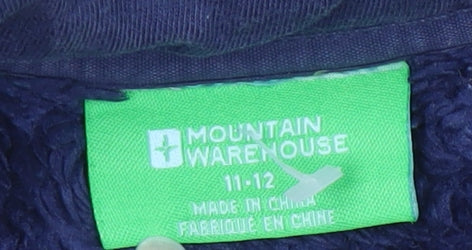 MOUNTAIN
WAREHOUSE
11-12
MADE IN CHINA
FABRIQUÉ EN CHINE